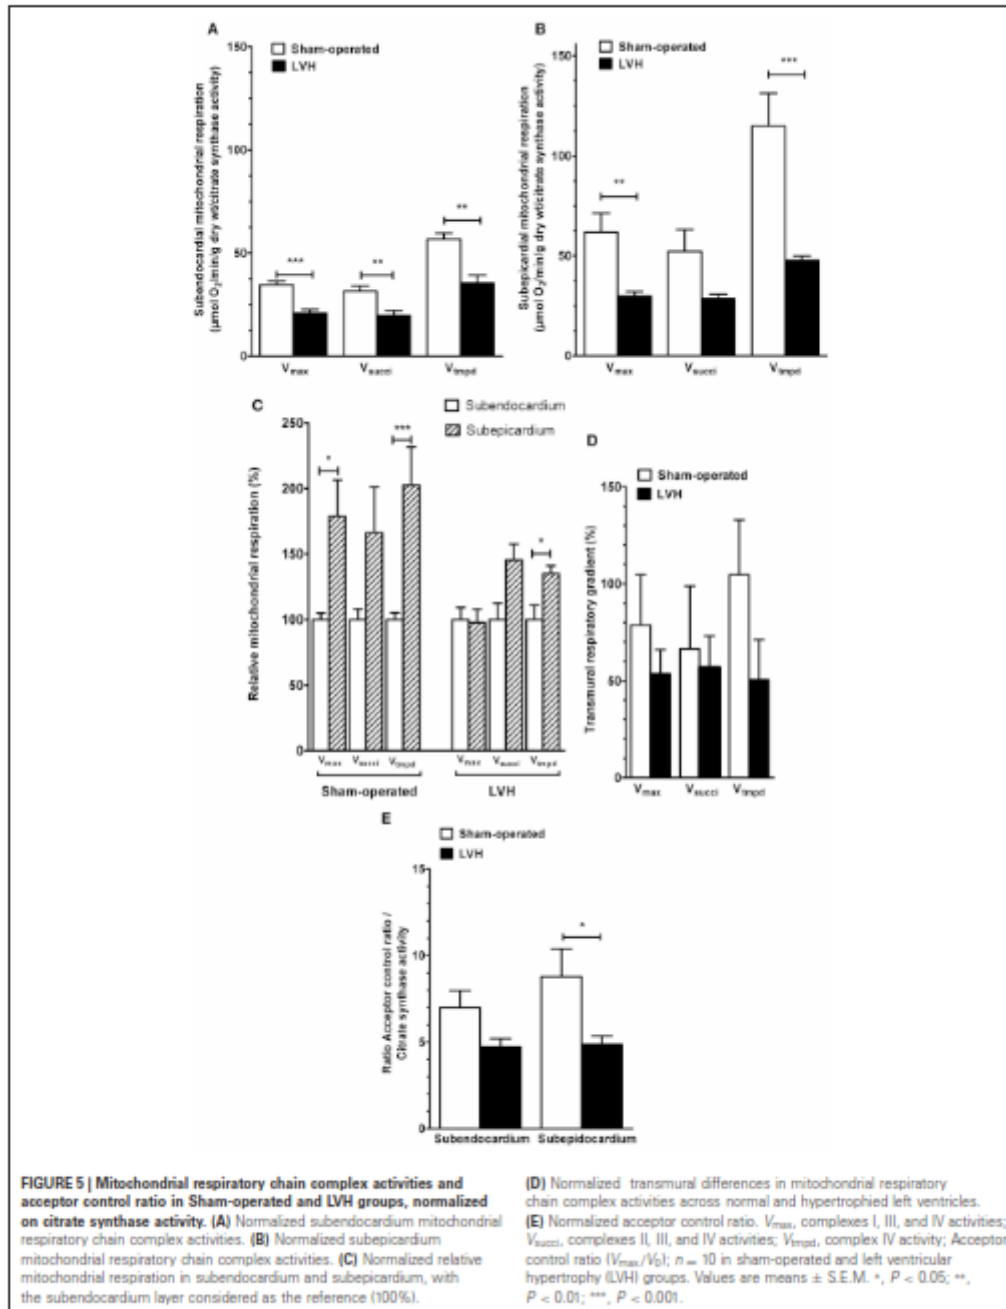 A
Sham-operated
LVH
Subendocardial mitochondrial respiration
(µmol O2/min/g dry wt/citrate synthase activity)
150
100
50
0
***
**
**
Vmax
Vsucci
Vtmpd
B
Sham-operated
LVH
Subepicardial mitochondrial respiration
(µmol O2/min/g dry wt/citrate synthase activity)
150
100
50
0
**
***
Vmax
Vsucci
Vtmpd
C
Subendocardium
Subepicardium
Relative mitochondrial respiration (%)
250
200
150
100
50
0
*
***
*
Vmax Vsucci Vtmpd
Sham-operated
Vmax Vsucci Vtmpd
LVH
D
Sham-operated
LVH
Transmural respiratory gradient (%)
150
100
50
0
Vmax
Vsucci
Vtmpd
E
Sham-operated
LVH
Ratio Acceptor control ratio /
Citrate synthase activity
15
10
5
0
*
Subendocardium
Subepidocardium
FIGURE 5 | Mitochondrial respiratory chain complex activities and
acceptor control ratio in Sham-operated and LVH groups, normalized
on citrate synthase activity. (A) Normalized subendocardium mitochondrial
respiratory chain complex activities. (B) Normalized subepicardium
mitochondrial respiratory chain complex activities. (C) Normalized relative
mitochondrial respiration in subendocardium and subepicardium, with
the subendocardium layer considered as the reference (100%).
(D) Normalized transmural differences in mitochondrial respiratory
chain complex activities across normal and hypertrophied left ventricles.
(E) Normalized acceptor control ratio. Vmax, complexes I, III, and IV activities;
Vsucci, complexes II, III, and IV activities; Vtmpd, complex IV activity; Acceptor
control ratio (Vmax/V0); n = 10 in sham-operated and left ventricular
hypertrophy (LVH) groups. Values are means ± S.E.M. *, P < 0.05; **,
P < 0.01; ***, P < 0.001.